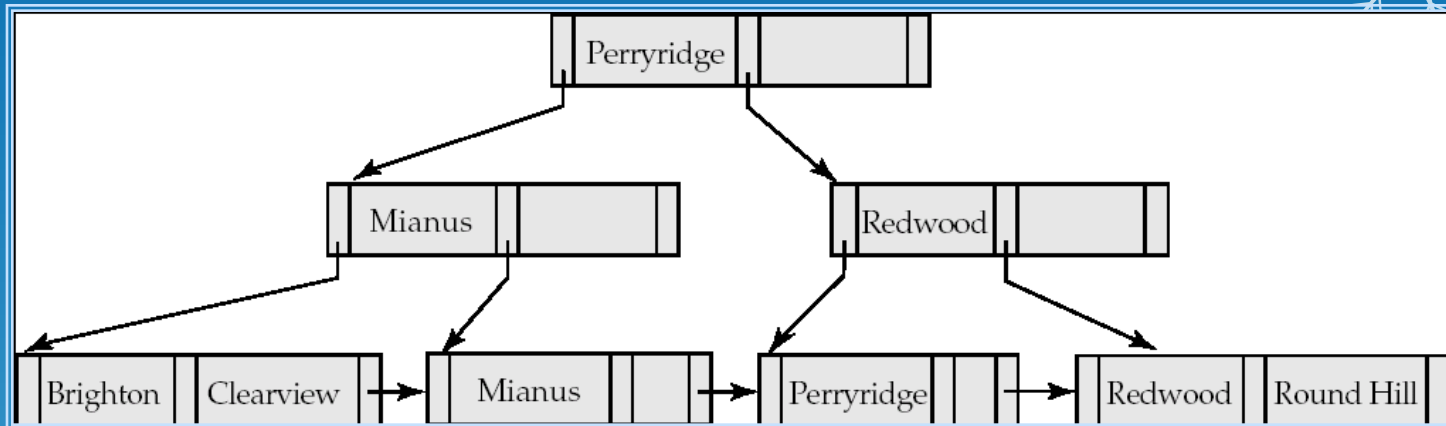 Perryridge
Mianus
Redwood
Brighton
Clearview
Mianus
Perryridge
Redwood
Round Hill